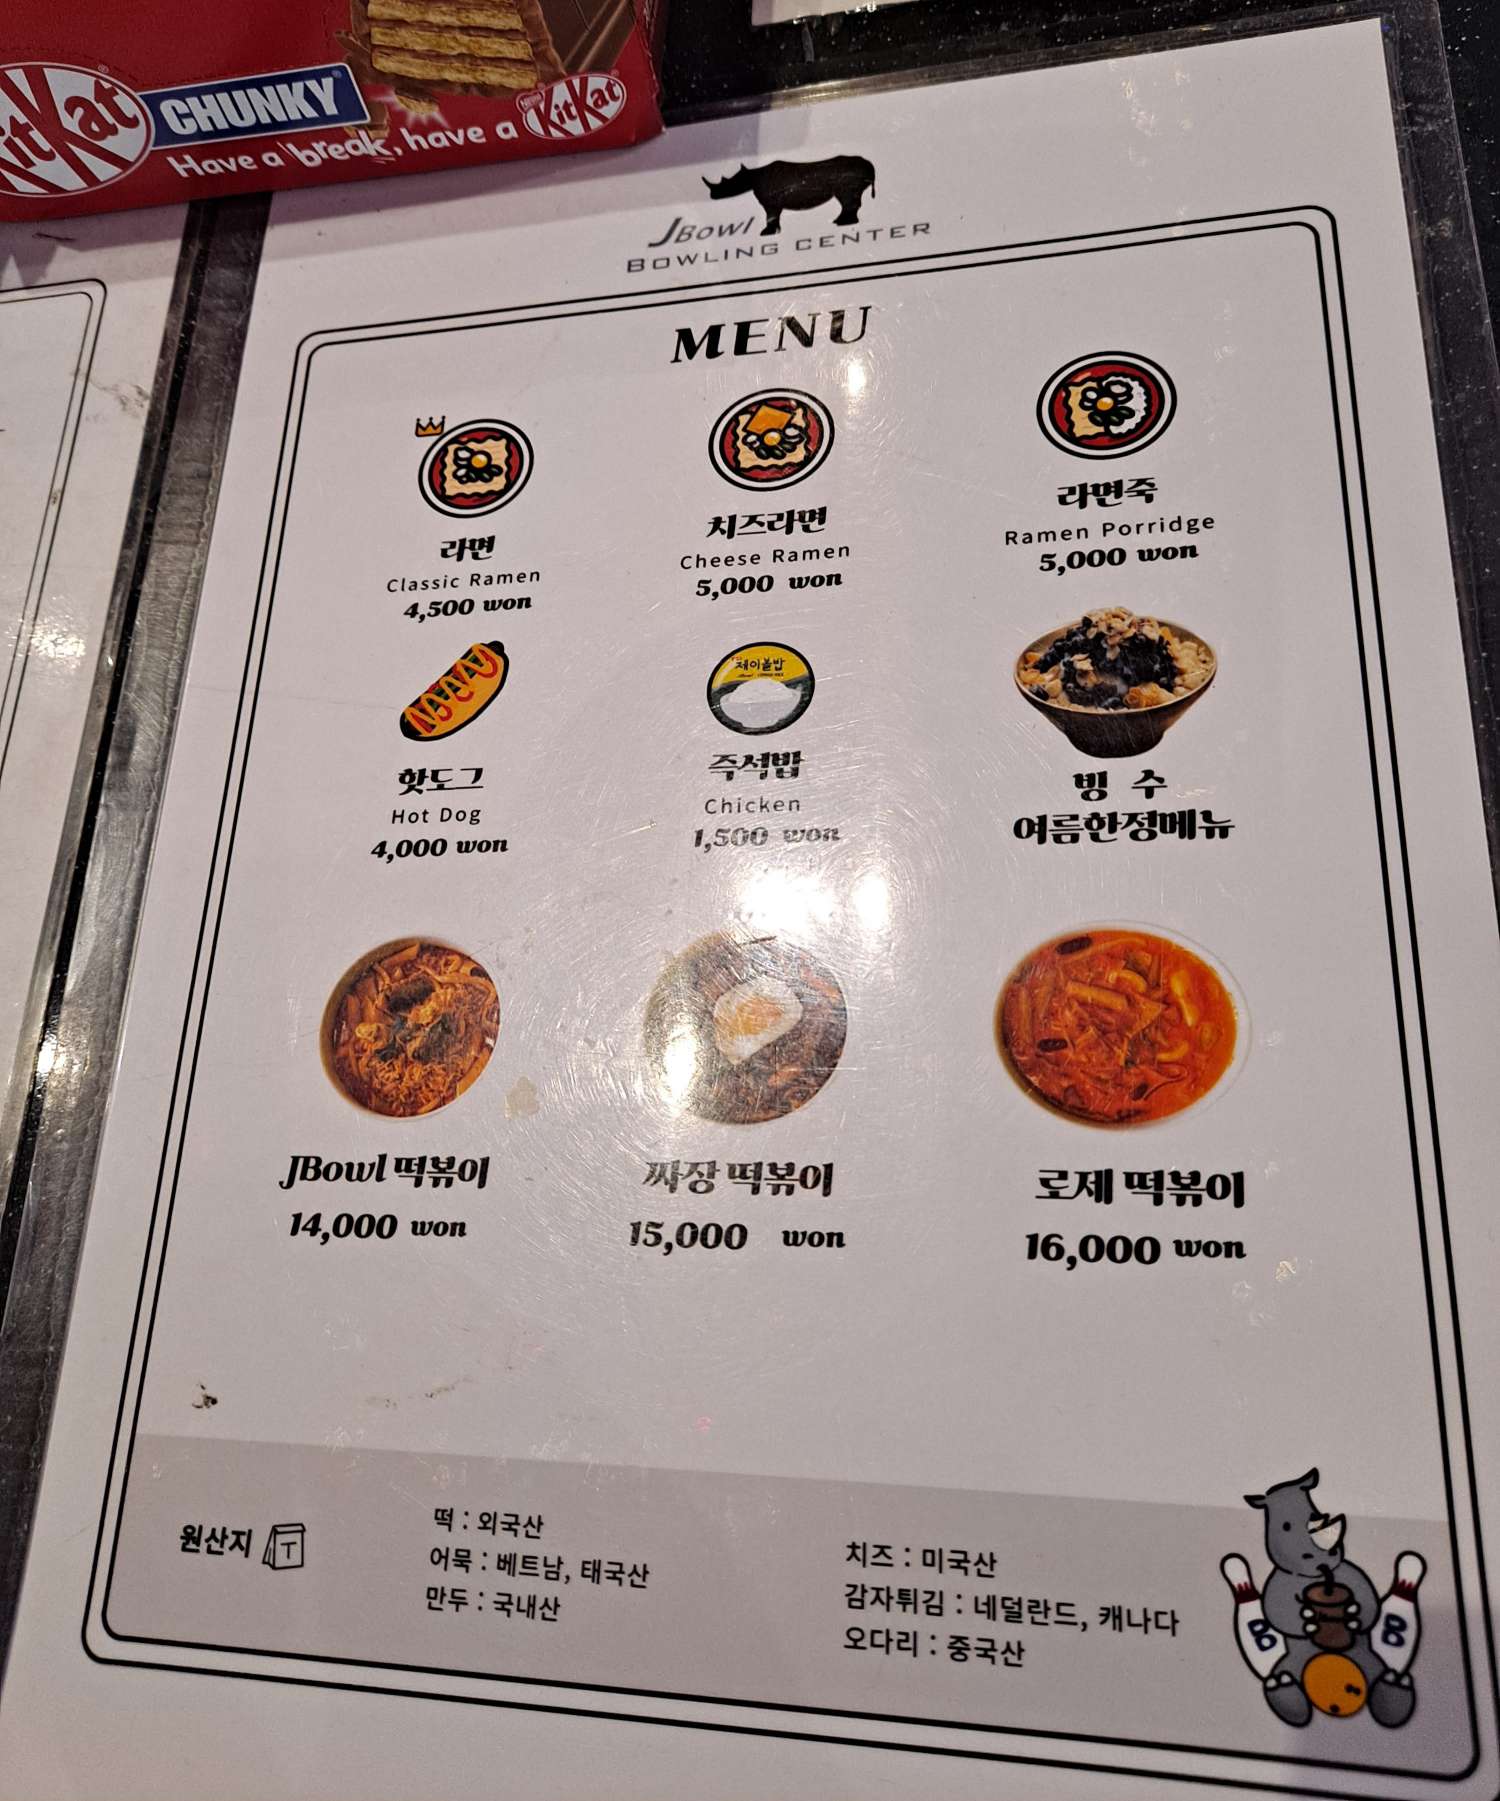 KitKat
CHUNKY
Have a break, have a KitKat
JBowl
BOWLING CENTER
MENU
라면
Classic Ramen
4,500 won
치즈라면
Cheese Ramen
5,000 won
라면죽
Ramen Porridge
5,000 won
핫도그
Hot Dog
4,000 won
제이볼밥
즉석밥
Chicken
1,500 won
빙 수
여름한정메뉴
JBowl 떡볶이
14,000 won
짜장 떡볶이
15,000 won
로제 떡볶이
16,000 won
원산지
T
떡 : 외국산
어묵 : 베트남, 태국산
만두 : 국내산
치즈 : 미국산
감자튀김 : 네덜란드, 캐나다
오다리 : 중국산
B
B